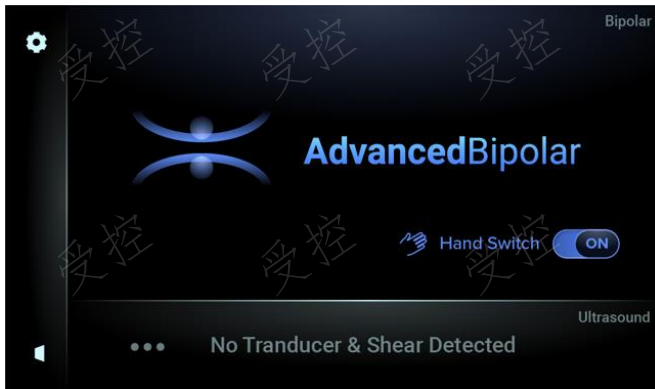 Bipolar
AdvancedBipolar
Hand Switch ON
Ultrasound
No Tranducer & Shear Detected
受控 受控 受控
受控 受控 受控